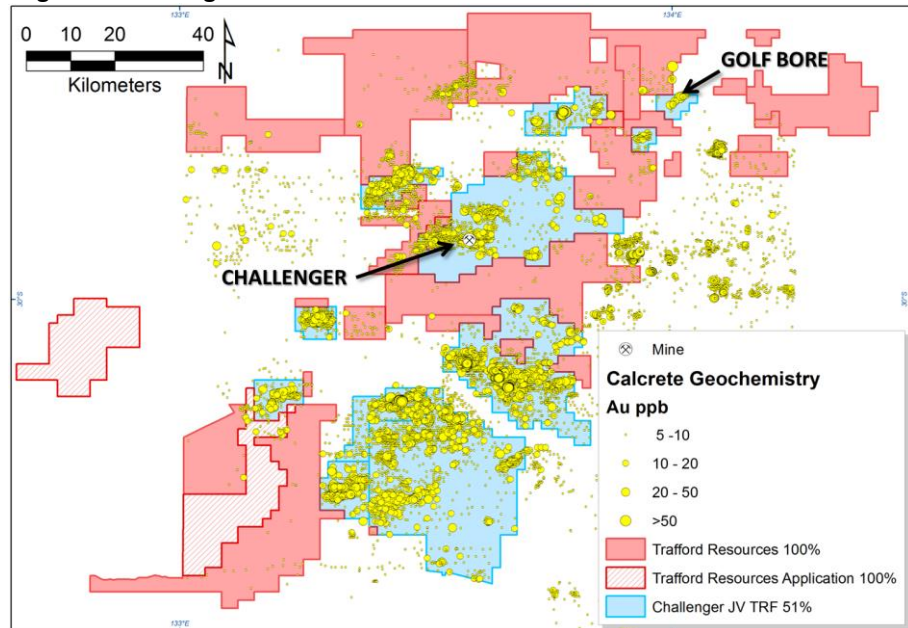 133°E
134°E
0 10 20 40
Kilometers
GOLF BORE
CHALLENGER
30°S
30°S
Mine
Calcrete Geochemistry
Au ppb
5 -10
10 - 20
20 - 50
>50
Trafford Resources 100%
Trafford Resources Application 100%
Challenger JV TRF 51%
133°E